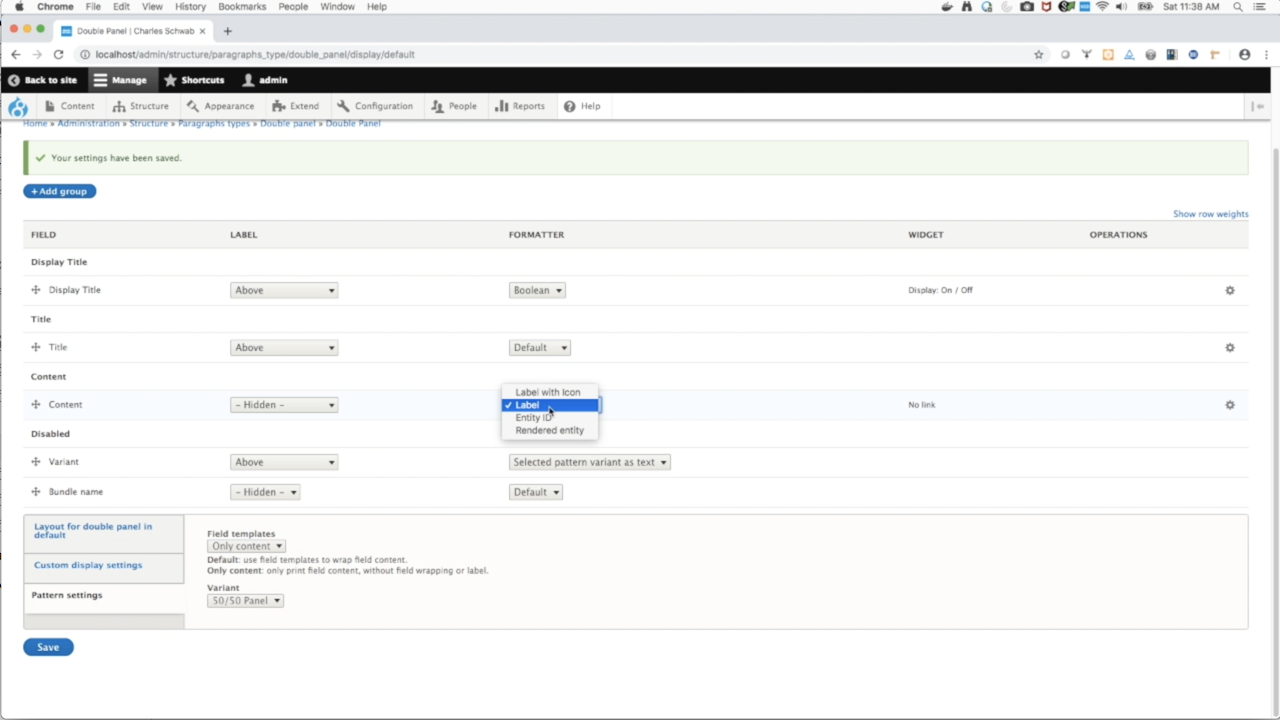 Chrome File Edit View History Bookmarks People Window Help Sat 11:38 AM
Double Panel | Charles Schwab
localhost/admin/structure/paragraphs_type/double_panel/display/default
Back to site Manage Shortcuts admin
Content Structure Appearance Extend Configuration People Reports Help
Home » Administration » Structure » Paragraphs types » Double panel » Double Panel
Your settings have been saved.
+ Add group
Show row weights
FIELD LABEL FORMATTER WIDGET OPERATIONS
Display Title
Display Title Above Boolean Display: On / Off
Title
Title Above Default
Content
Label with Icon
Content - Hidden - Label No link
Entity ID
Rendered entity
Disabled
Variant Above Selected pattern variant as text
Bundle name - Hidden - Default
Layout for double panel in
default
Custom display settings
Pattern settings
Field templates
Only content
Default: use field templates to wrap field content.
Only content: only print field content, without field wrapping or label.
Variant
50/50 Panel
Save